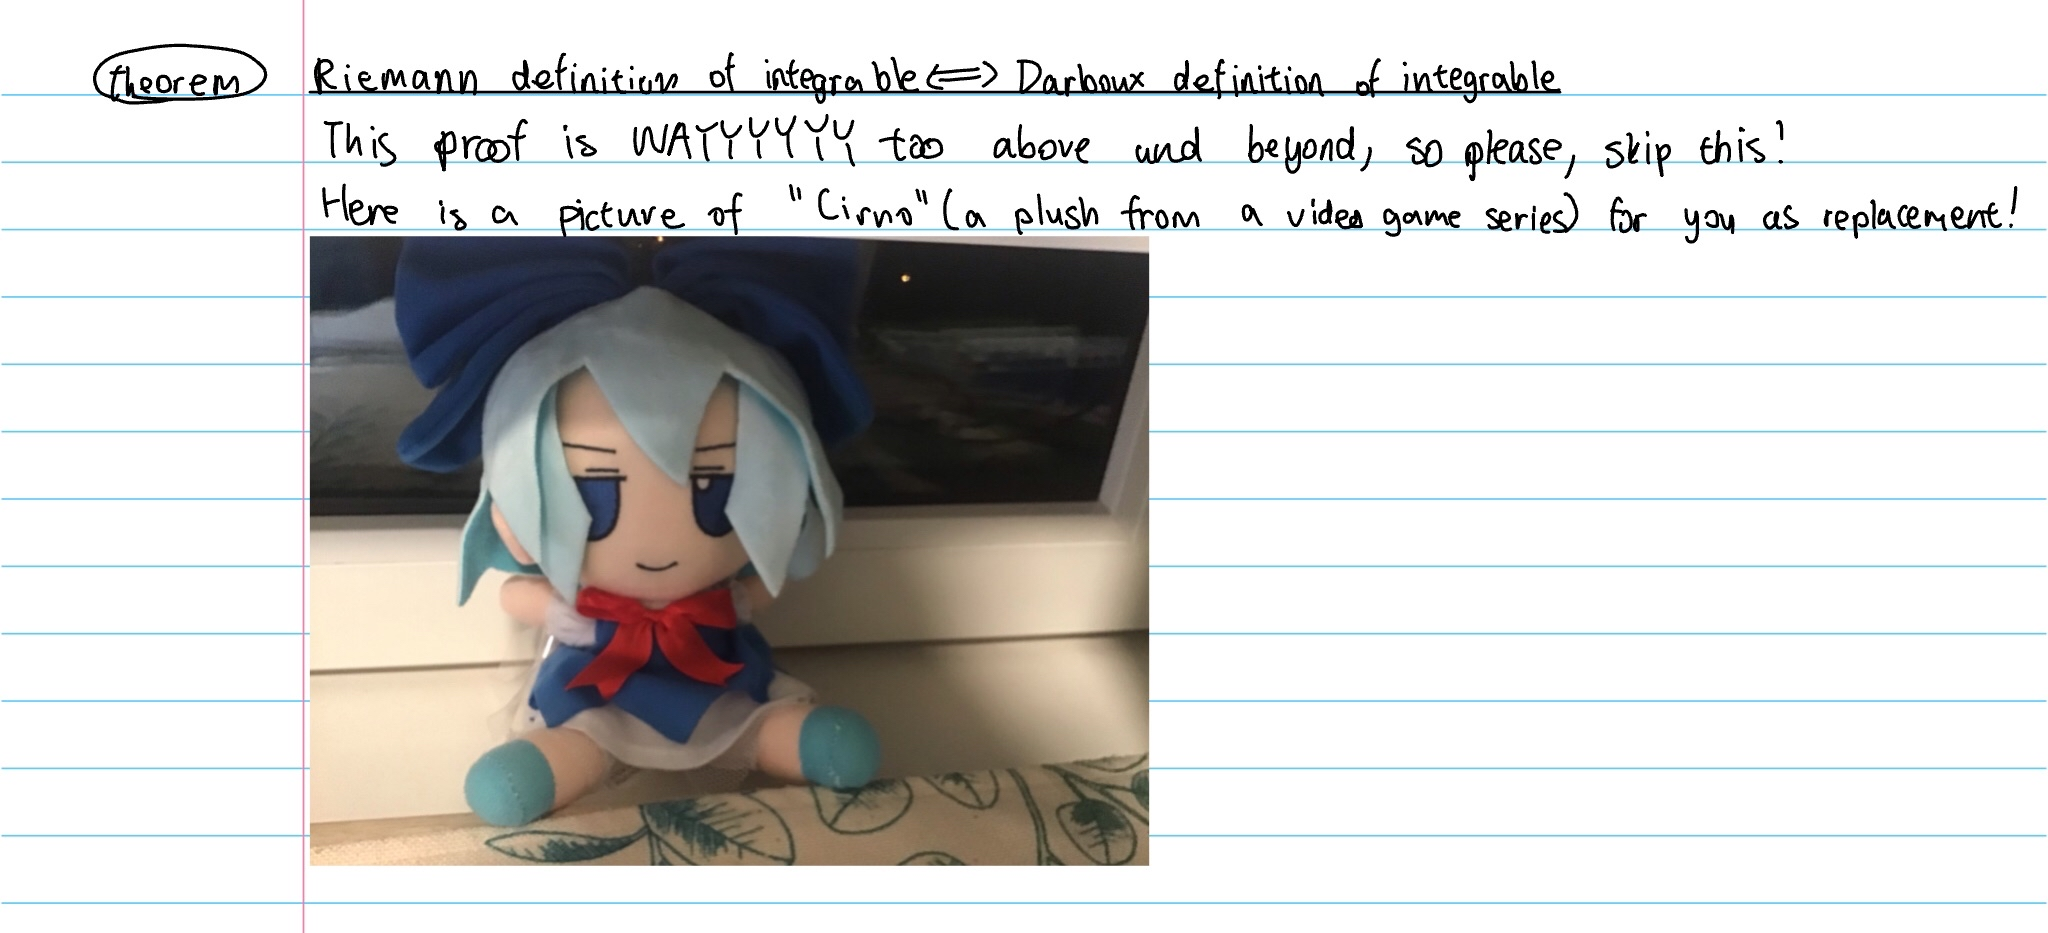 theorem Riemann definition of integrable <=> Darboux definition of integrable
This proof is WAYYYYYY too above and beyond, so please, skip this!
Here is a picture of "Cirno" (a plush from a video game series) for you as replacement!